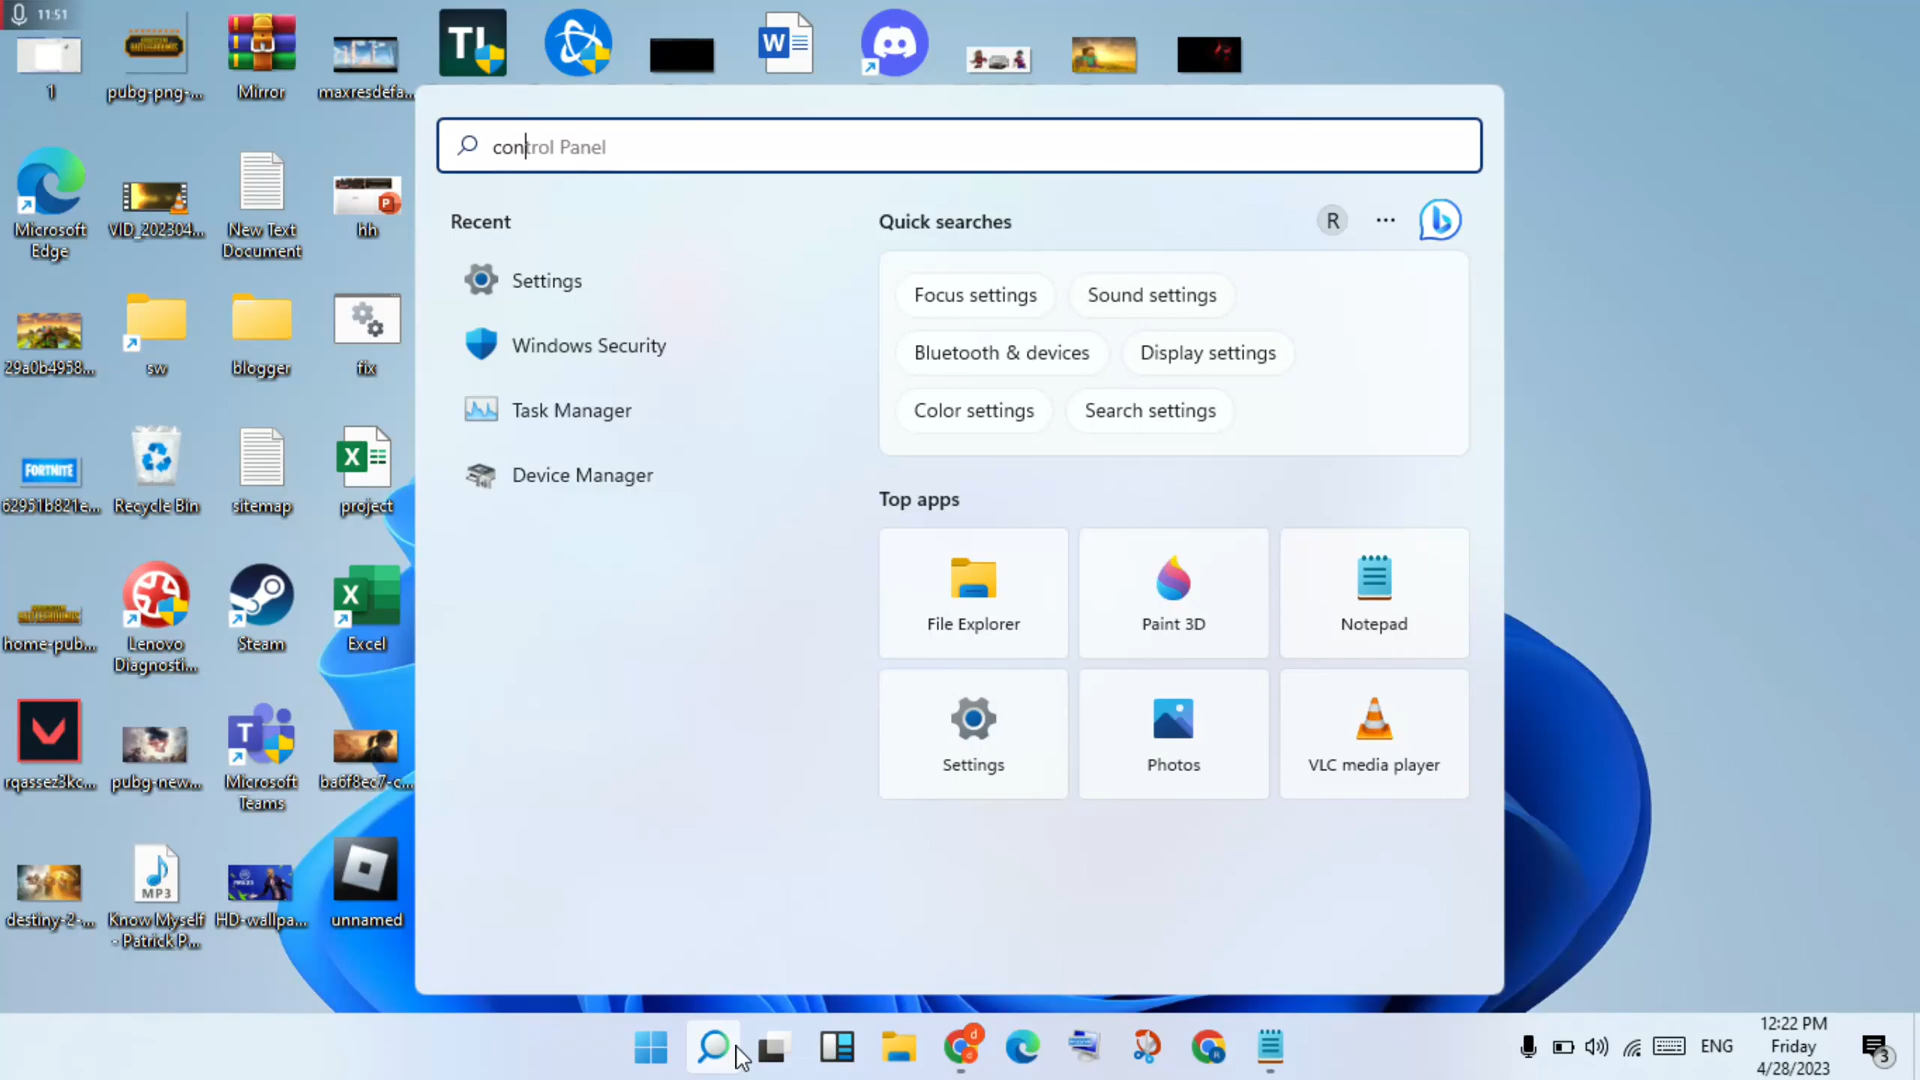 11:51
1
pubg-png-...
Mirror
maxresdefa...
control Panel
Recent
Settings
Windows Security
Task Manager
Device Manager
Quick searches
R
Focus settings
Sound settings
Bluetooth & devices
Display settings
Color settings
Search settings
Top apps
File Explorer
Paint 3D
Notepad
Settings
Photos
VLC media player
Microsoft
Edge
VID_202304...
New Text
Document
hh
29a0b4958...
sw
blogger
fix
FORTNITE
62951b821e...
Recycle Bin
sitemap
project
home-pub...
Lenovo
Diagnosti...
Steam
Excel
rqassez3kc...
pubg-new...
Microsoft
Teams
ba6f8ec7-c...
MP3
destiny-2-...
Know Myself
- Patrick P...
HD-wallpa...
unnamed
ENG
12:22 PM
Friday
4/28/2023
3